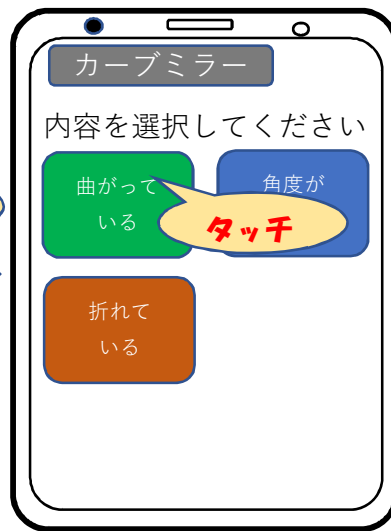 カーブミラー
内容を選択してください
曲がって
いる
角度が
タッチ
折れて
いる